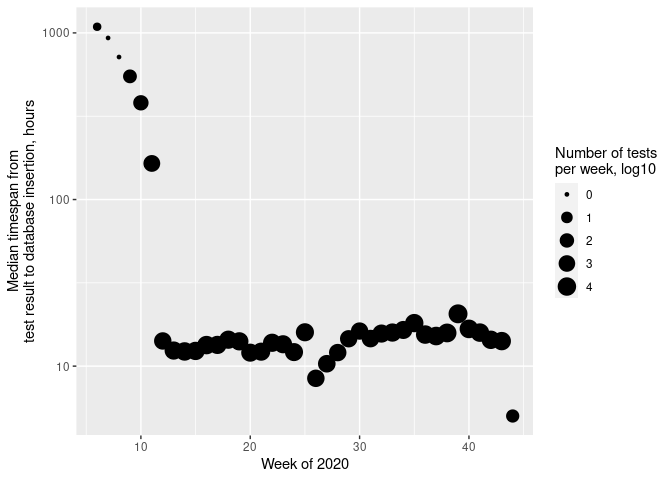 Median timespan from
test result to database insertion, hours
1000
100
10
10
20
30
40
Week of 2020
Number of tests
per week, log10
0
1
2
3
4